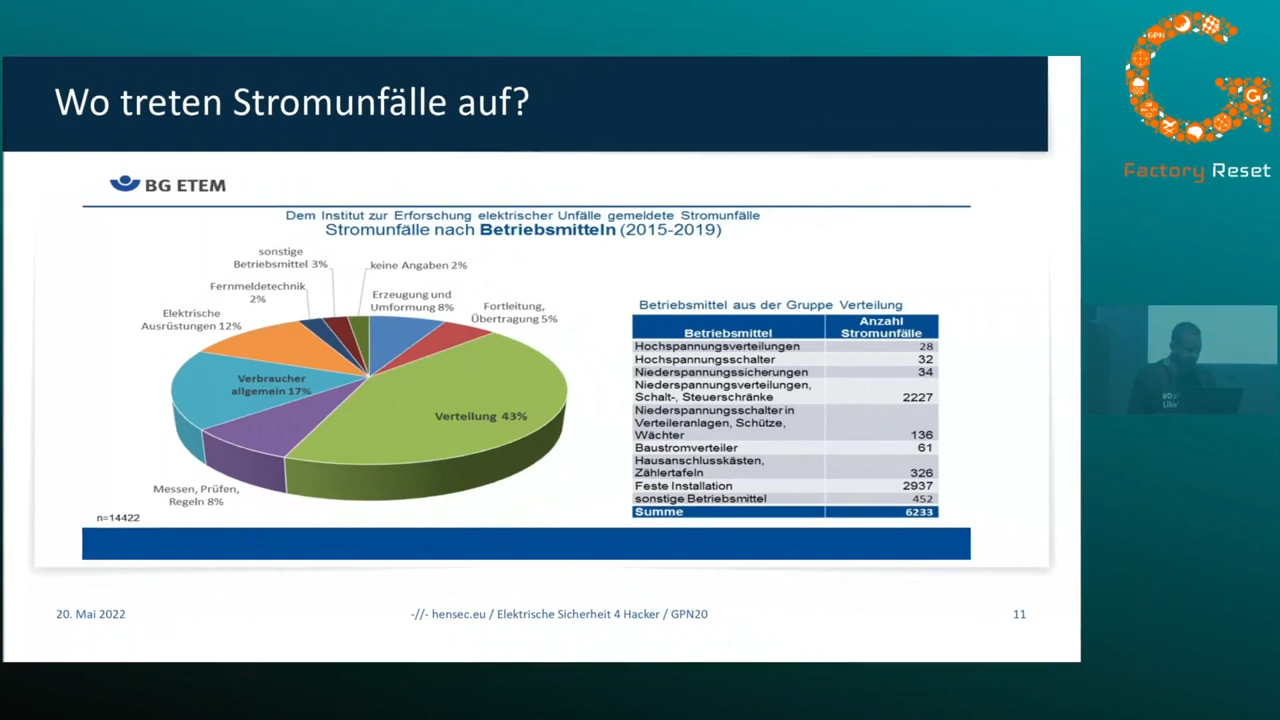 Wo treten Stromunfälle auf?
BG ETEM
Dem Institut zur Erforschung elektrischer Unfälle gemeldete Stromunfälle
Stromunfälle nach Betriebsmitteln (2015-2019)
sonstige
Betriebsmittel 3%
keine Angaben 2%
Fernmeldetechnik
2%
Erzeugung und
Umformung 8%
Fortleitung,
Übertragung 5%
Elektrische
Ausrüstungen 12%
Verbraucher
allgemein 17%
Verteilung 43%
Messen, Prüfen,
Regeln 8%
n=14422
Betriebsmittel aus der Gruppe Verteilung
Betriebsmittel Anzahl
Stromunfälle
Hochspannungsverteilungen 28
Hochspannungsschalter 32
Niederspannungsicherungen 34
Niederspannungsverteilungen,
Schalt-, Steuerschränke 2227
Niederspannungsschalter in
Verteileranlagen, Schütze,
Wächter 136
Baustromverteiler 61
Hausanschlusskästen,
Zählertafeln 326
Feste Installation 2937
sonstige Betriebsmittel 452
Summe 6233
20. Mai 2022
-//- hensec.eu / Elektrische Sicherheit 4 Hacker / GPN20
11
GPN
G
Factory Reset